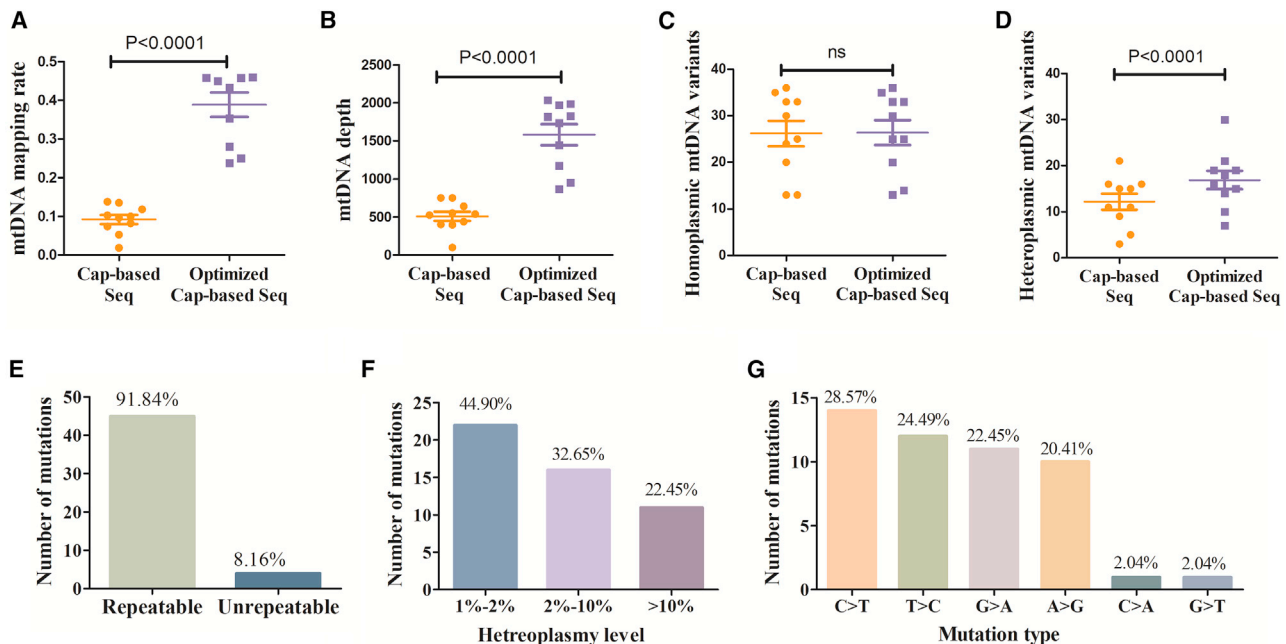 A
P<0.0001
mtDNA mapping rate
0.5
0.4
0.3
0.2
0.1
0.0
Cap-based
Seq
Optimized
Cap-based Seq
B
P<0.0001
mtDNA depth
2500
2000
1500
1000
500
0
Cap-based
Seq
Optimized
Cap-based Seq
C
ns
Homoplasmic mtDNA variants
40
30
20
10
0
Cap-based
Seq
Optimized
Cap-based Seq
D
P<0.0001
Heteroplasmic mtDNA variants
40
30
20
10
0
Cap-based
Seq
Optimized
Cap-based Seq
E
Number of mutations
50
40
30
20
10
0
91.84%
8.16%
Repeatable
Unrepeatable
F
Number of mutations
25
20
15
10
5
0
44.90%
32.65%
22.45%
1%-2%
2%-10%
>10%
Hetreoplasmy level
G
Number of mutations
15
10
5
0
28.57%
24.49%
22.45%
20.41%
2.04%
2.04%
C>T
T>C
G>A
A>G
C>A
G>T
Mutation type